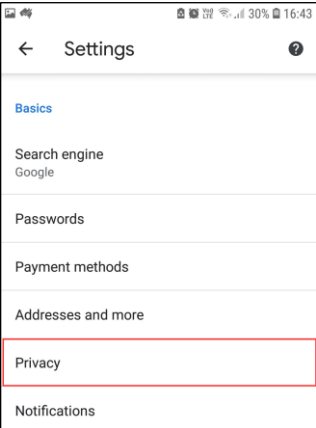 30% 16:43
Settings
Basics
Search engine
Google
Passwords
Payment methods
Addresses and more
Privacy
Notifications